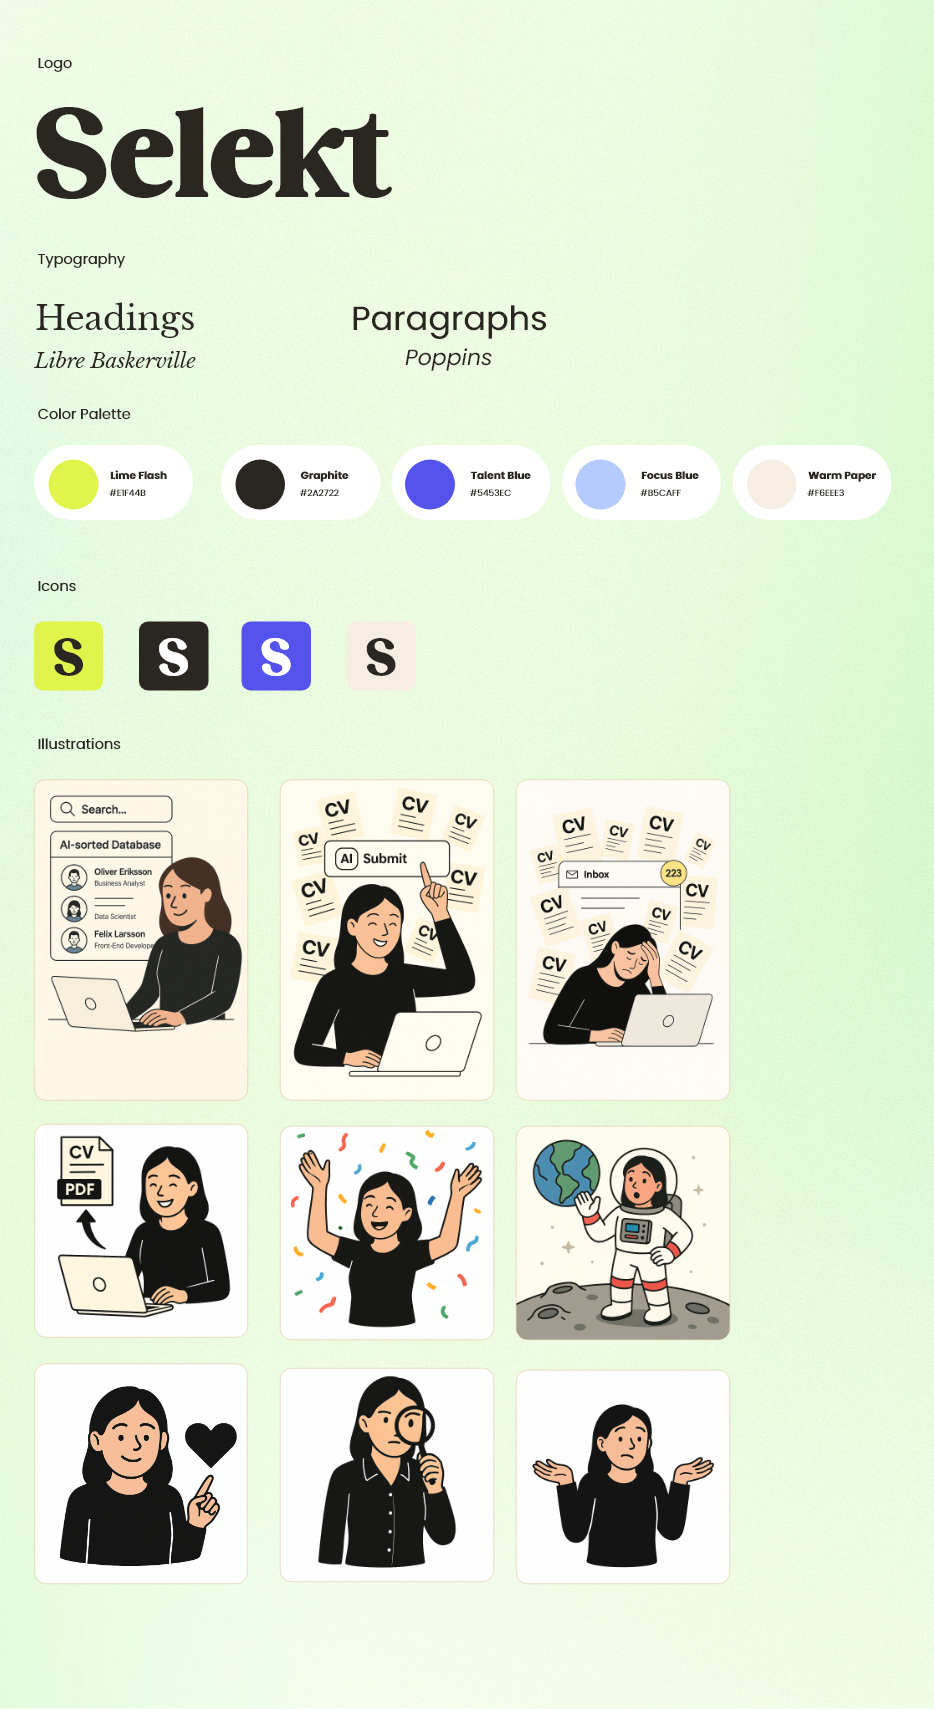 Logo
Selekt
Typography
Headings
Libre Baskerville
Paragraphs
Poppins
Color Palette
Lime Flash
#E1F44B
Graphite
#2A2722
Talent Blue
#5453EC
Focus Blue
#B5CAFF
Warm Paper
#F6EEE3
Icons
S
S
S
S
Illustrations
Search...
AI-sorted Database
Oliver Eriksson
Business Analyst
Data Scientist
Felix Larsson
Front-End Develope
CV
CV
CV
CV
AI Submit
CV
CV
CV
CV
CV
CV
CV
CV
CV
Inbox
223
CV
CV
CV
CV
CV
CV
CV
PDF